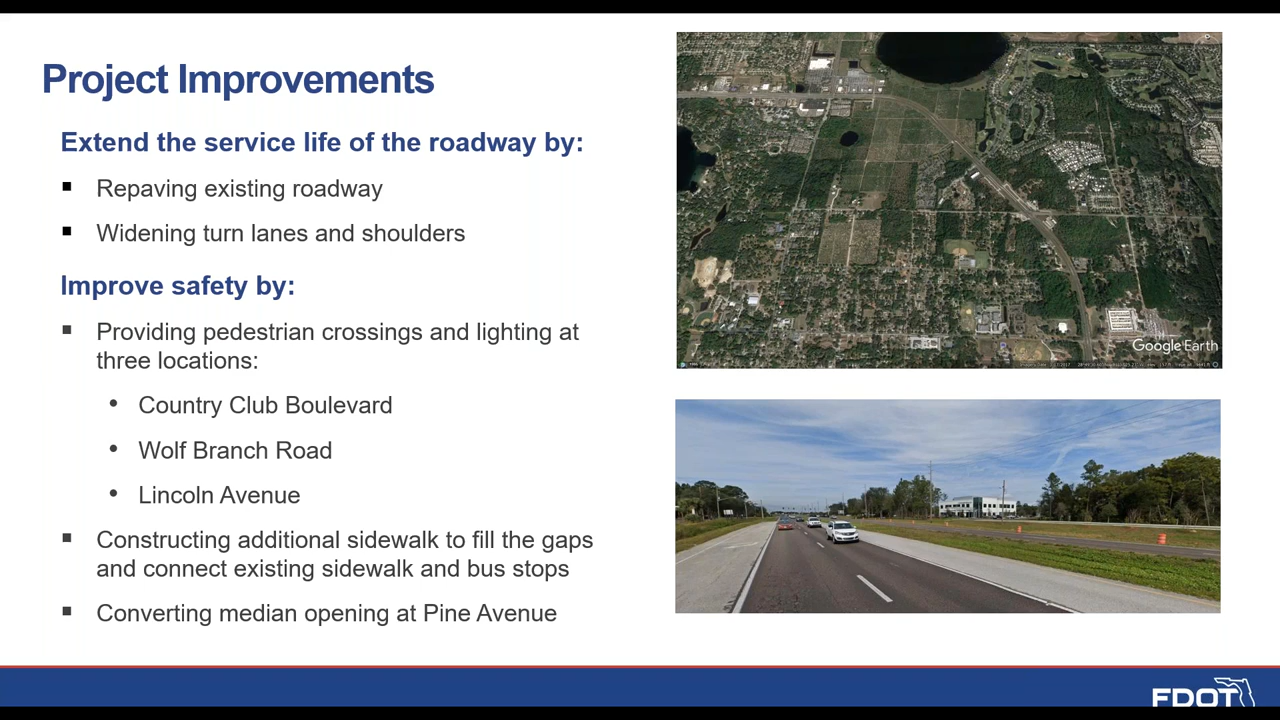 Project Improvements
Extend the service life of the roadway by:
Repaving existing roadway
Widening turn lanes and shoulders
Improve safety by:
Providing pedestrian crossings and lighting at
three locations:
Country Club Boulevard
Wolf Branch Road
Lincoln Avenue
Constructing additional sidewalk to fill the gaps
and connect existing sidewalk and bus stops
Converting median opening at Pine Avenue
Google Earth
FDOT